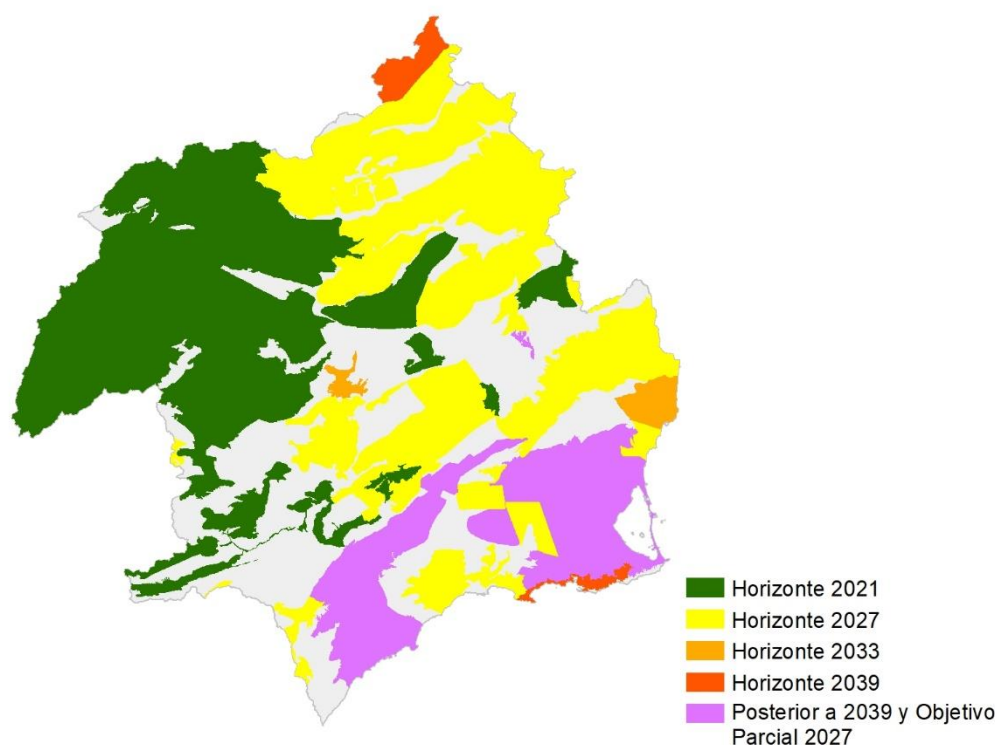 Horizonte 2021
Horizonte 2027
Horizonte 2033
Horizonte 2039
Posterior a 2039 y Objetivo
Parcial 2027